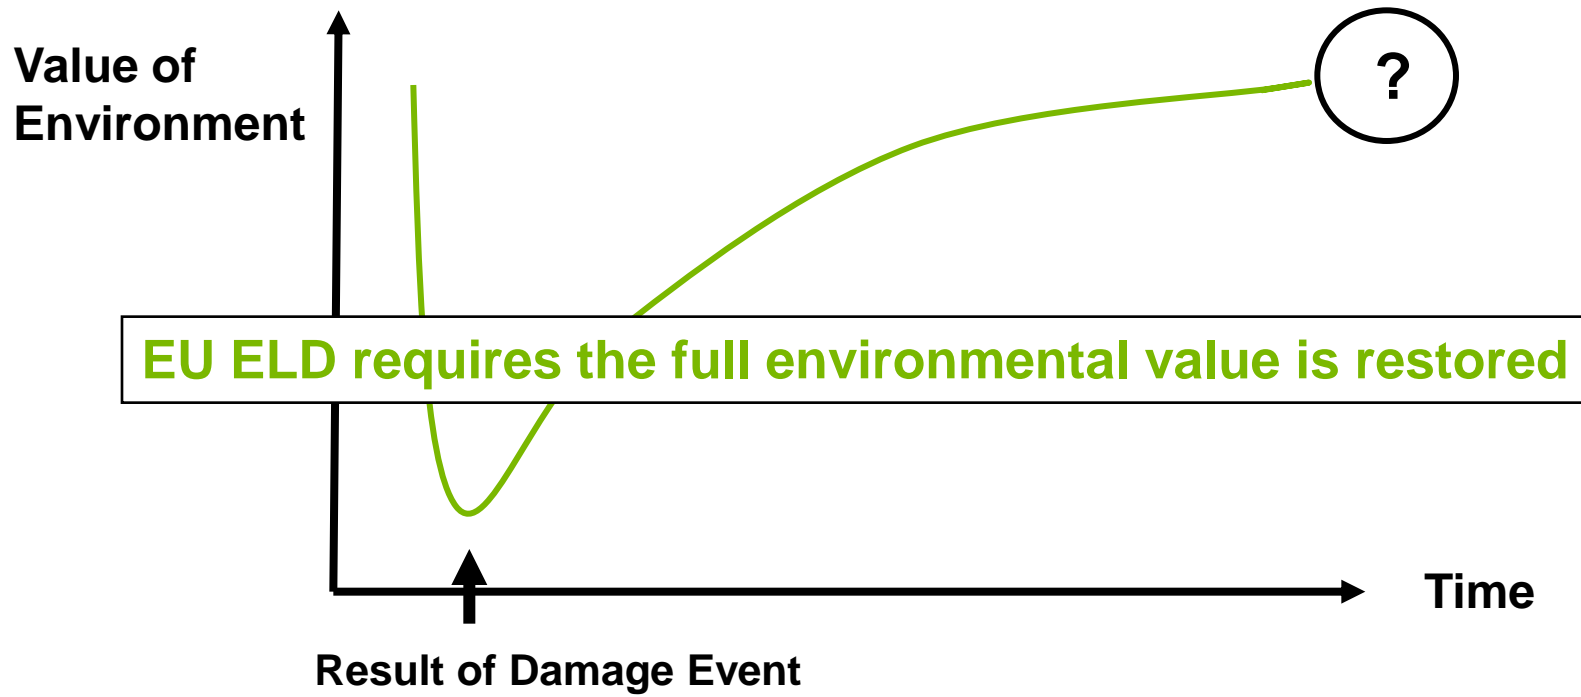 Value of
Environment
?
EU ELD requires the full environmental value is restored
Time
Result of Damage Event